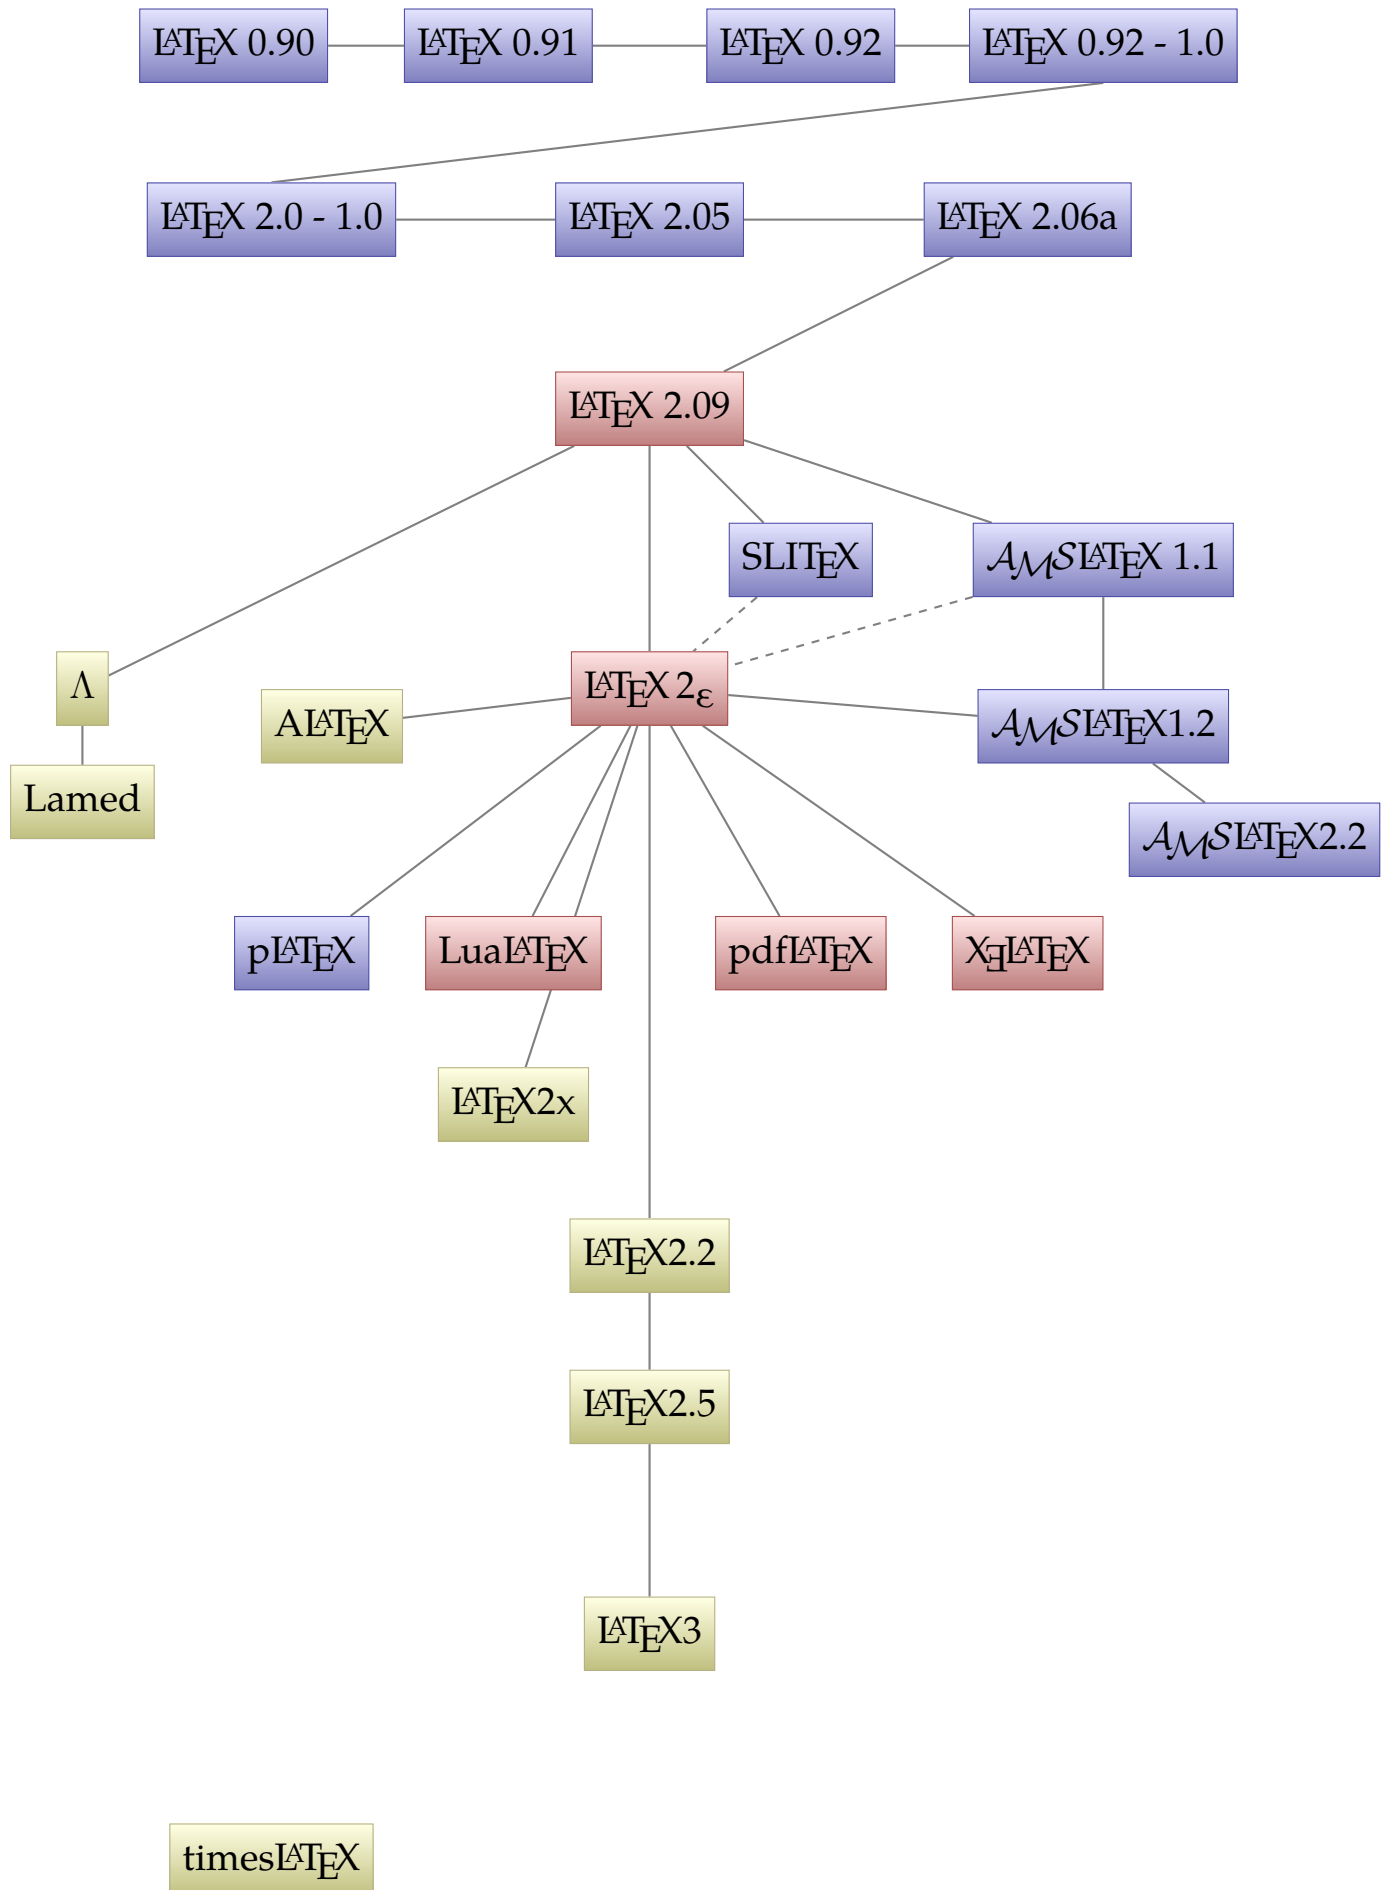 LATEX 0.90
LATEX 0.91
LATEX 0.92
LATEX 0.92 - 1.0
LATEX 2.0 - 1.0
LATEX 2.05
LATEX 2.06a
LATEX 2.09
SLITEX
AMSLATEX 1.1
Λ
LATEX 2ε
ALATEX
AMSLATEX1.2
Lamed
AMSLATEX2.2
pLATEX
LuaLATEX
pdfLATEX
XƎLATEX
LATEX2x
LATEX2.2
LATEX2.5
LATEX3
timesLATEX